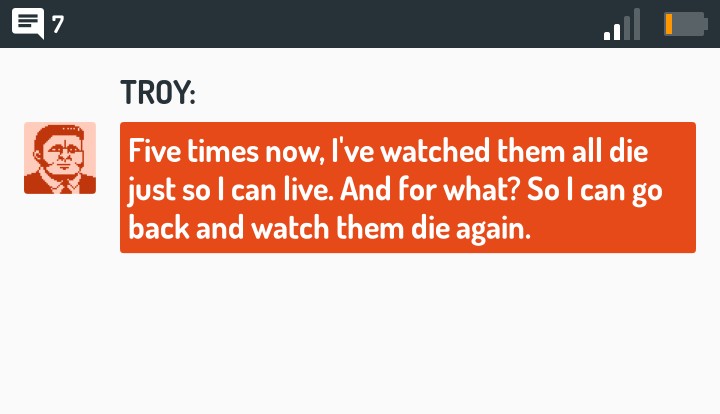 7
TROY:
Five times now, I've watched them all die
just so I can live. And for what? So I can go
back and watch them die again.